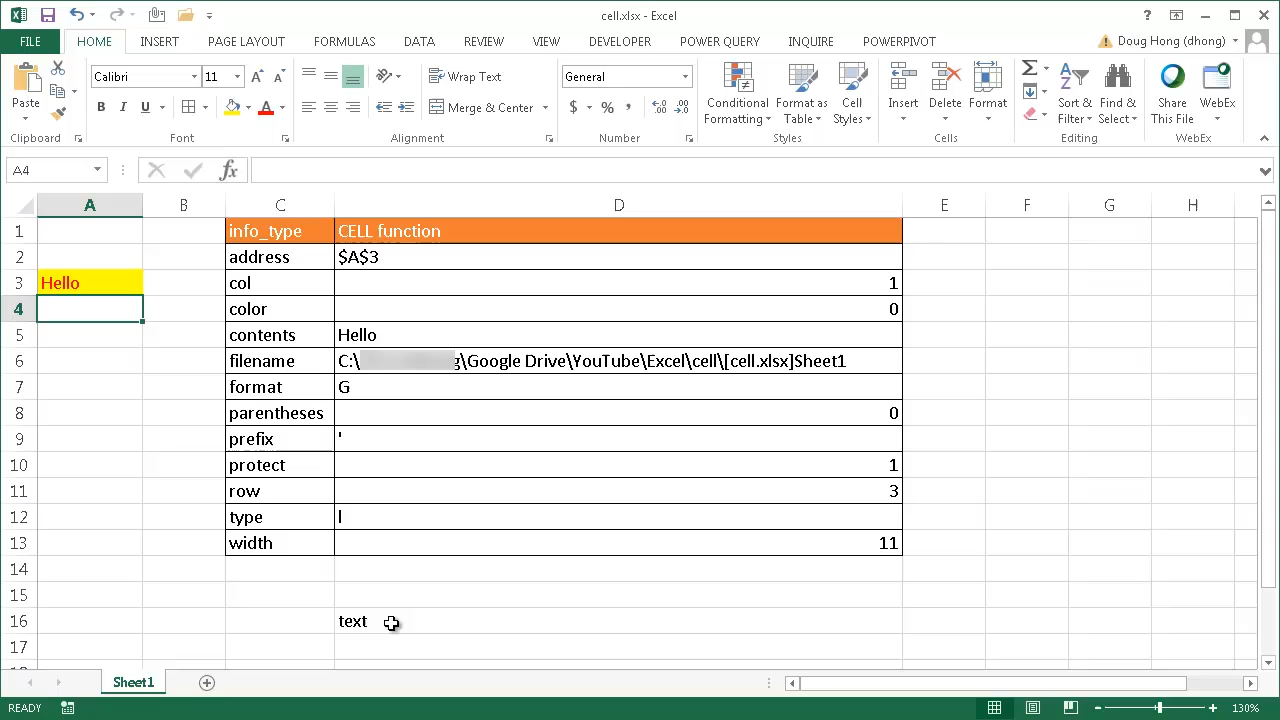 cell.xlsx - Excel
FILE HOME INSERT PAGE LAYOUT FORMULAS DATA REVIEW VIEW DEVELOPER POWERPIVERY INQUIRE POWERPIVOT Doug Hong (dhong)
Paste
Calibri 11
B I U A
Wrap Text
Merge & Center
General
$ % ,
Conditional Formatting
Format as Table
Cell Styles
Insert Delete Format
Sort & Filter
Find & Select
Share This File
WebEx
Clipboard Font Alignment Number Styles Cells Editing WebEx
A4 fx
A B C D E F G H
1 info_type CELL function
2 address $A$3
3 Hello col 1
4 color 0
5 contents Hello
6 filename C:\ g\Google Drive\YouTube\Excel\cell\[cell.xlsx]Sheet1
7 format G
8 parentheses 0
9 prefix '
10 protect 1
11 row 3
12 type l
13 width 11
14
15
16 text
17
Sheet1
READY 130%